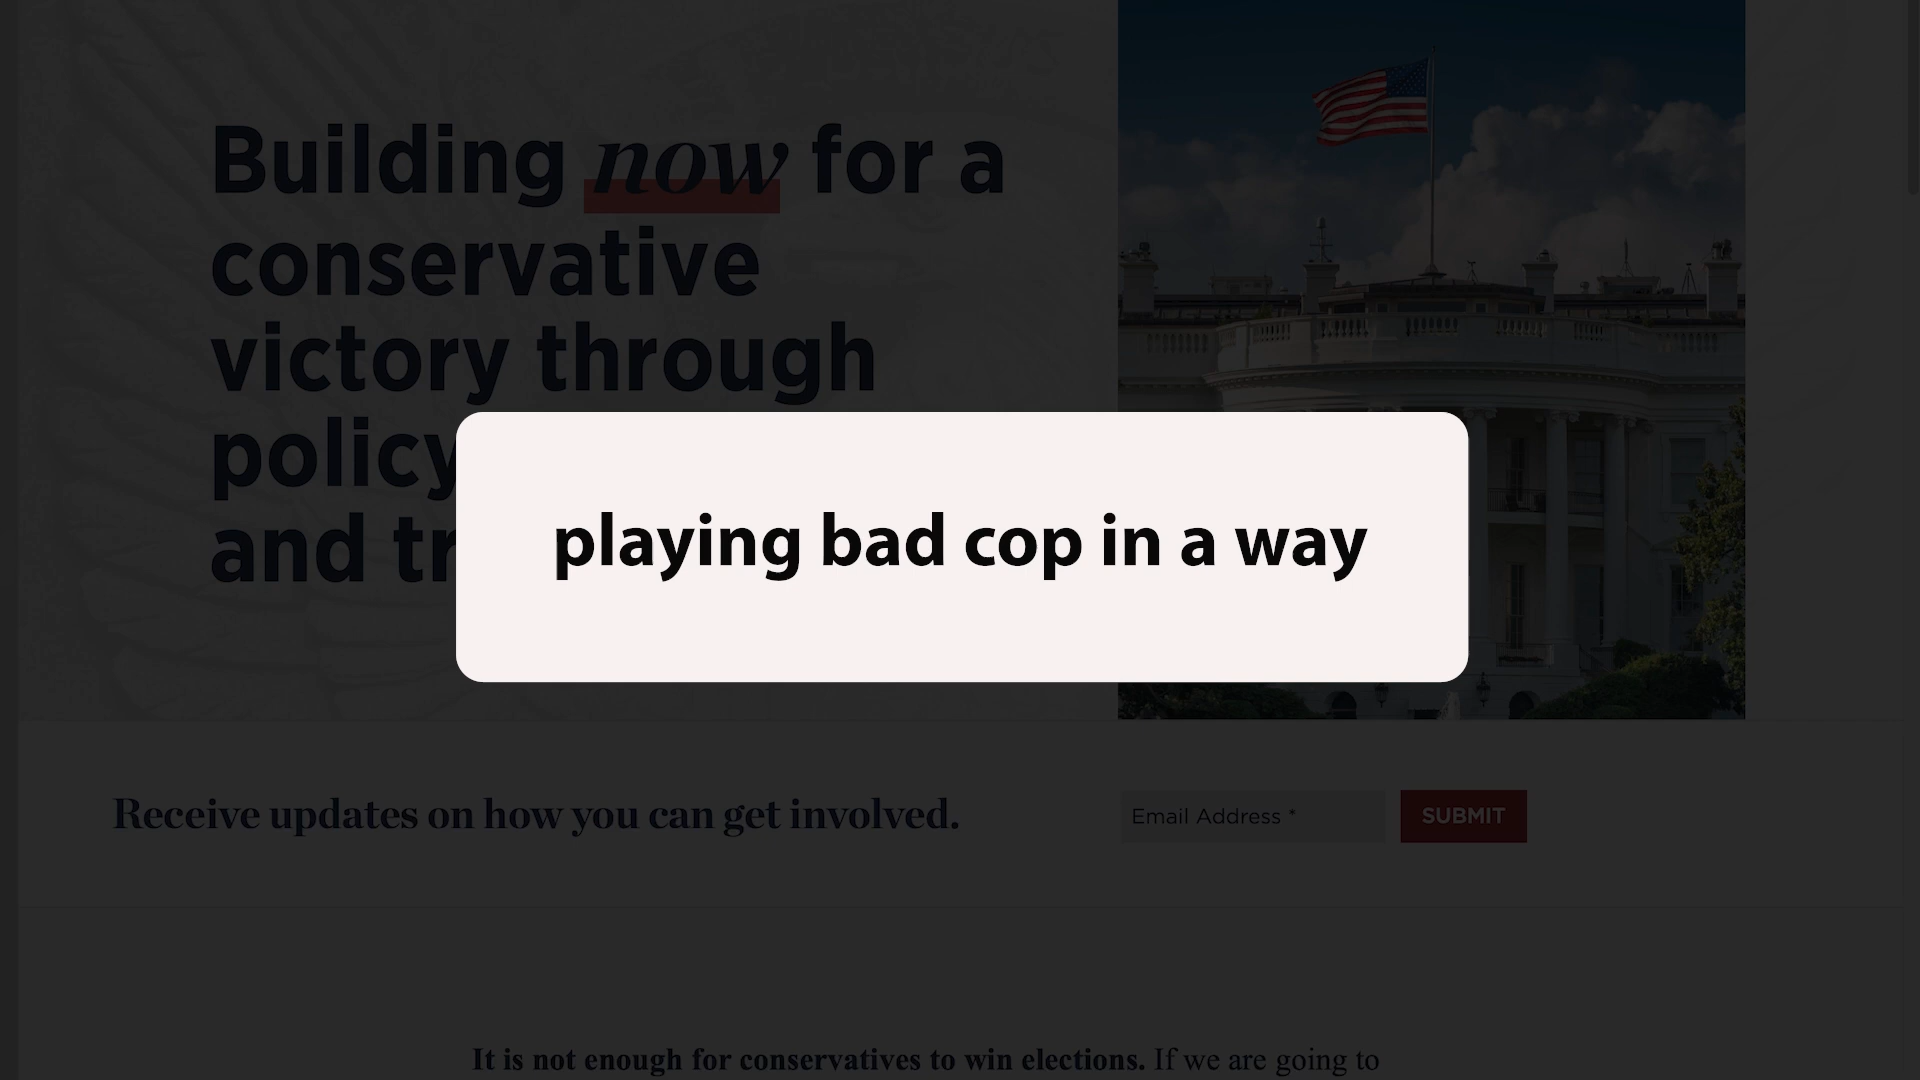 Building now for a
conservative
victory through
policy
and tr
playing bad cop in a way
Receive updates on how you can get involved.
Email Address *
SUBMIT
It is not enough for conservatives to win elections. If we are going to